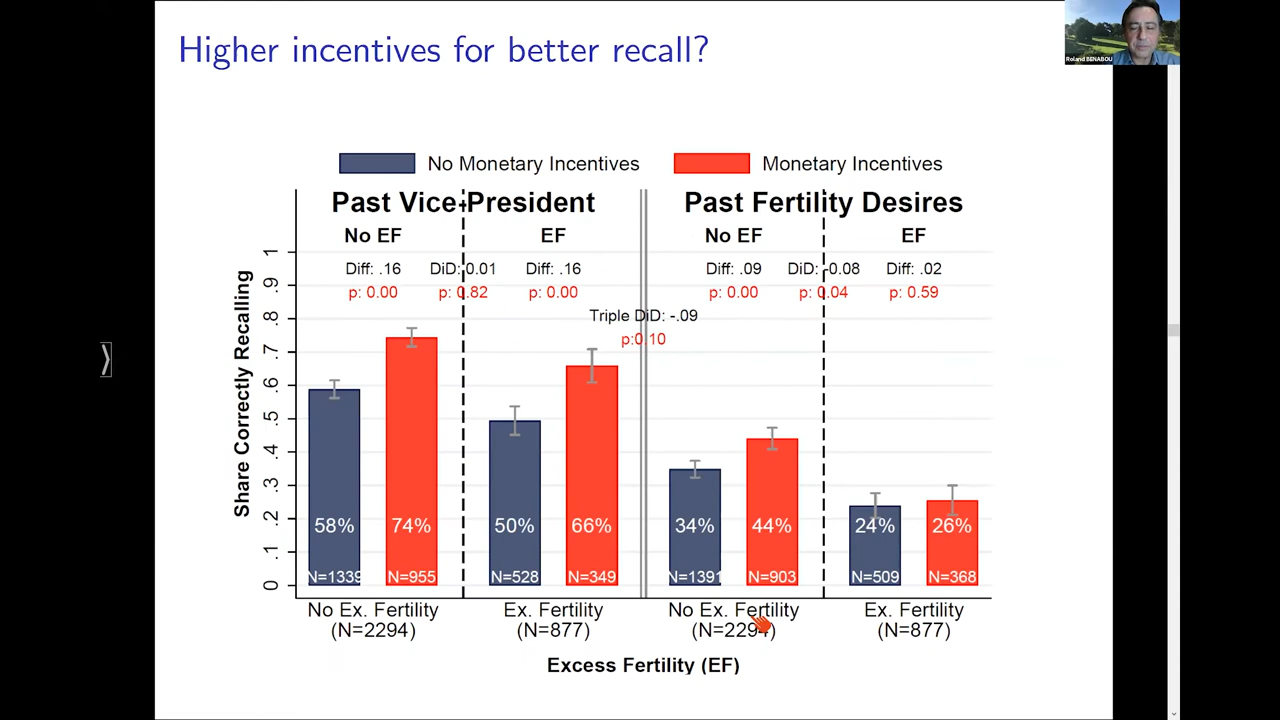 Higher incentives for better recall?
Roland BENABOU
No Monetary Incentives
Monetary Incentives
Past Vice-President
Past Fertility Desires
No EF
EF
No EF
EF
Diff: .16
DiD: 0.01
Diff: .16
Diff: .09
DiD: -0.08
Diff: .02
p: 0.00
p: 0.82
p: 0.00
p: 0.00
p: 0.04
p: 0.59
Triple DiD: -.09
p:0.10
Share Correctly Recalling
1
.9
.8
.7
.6
.5
.4
.3
.2
.1
0
58%
74%
50%
66%
34%
44%
24%
26%
N=1339
N=955
N=528
N=349
N=1391
N=903
N=509
N=368
No Ex. Fertility
(N=2294)
Ex. Fertility
(N=877)
No Ex. Fertility
(N=2294)
Ex. Fertility
(N=877)
Excess Fertility (EF)